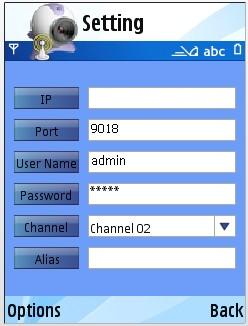 Setting
abc
IP
Port 9018
User Name admin
Password *****
Channel Channel 02
Alias
Options Back